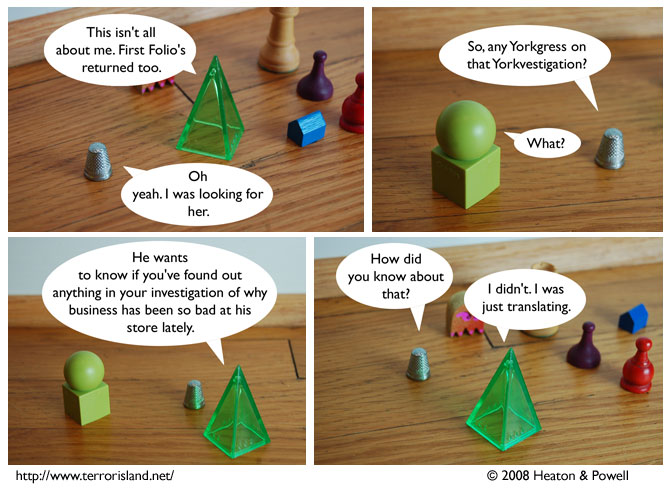 This isn't all
about me. First Folio's
returned too.
Oh
yeah. I was looking for
her.
So, any Yorkgress on
that Yorkvestigation?
What?
He wants
to know if you've found out
anything in your investigation of why
business has been so bad at his
store lately.
How did
you know about
that?
I didn't. I was
just translating.
http://www.terrorisland.net/
© 2008 Heaton & Powell